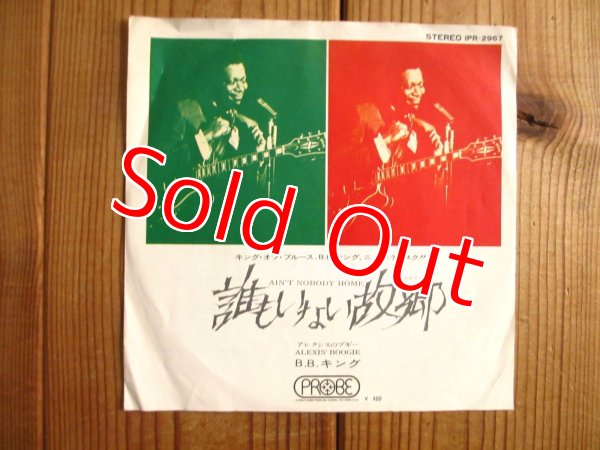 STEREO IPR-2967
Sold Out
キング・オブ・ブルース、B.B.キング、
AIN'T NOBODY HOME
誰もいない故郷
アレクシスのブギー
ALEXIS' BOOGIE
B.B.キング
PROBE
¥ 400